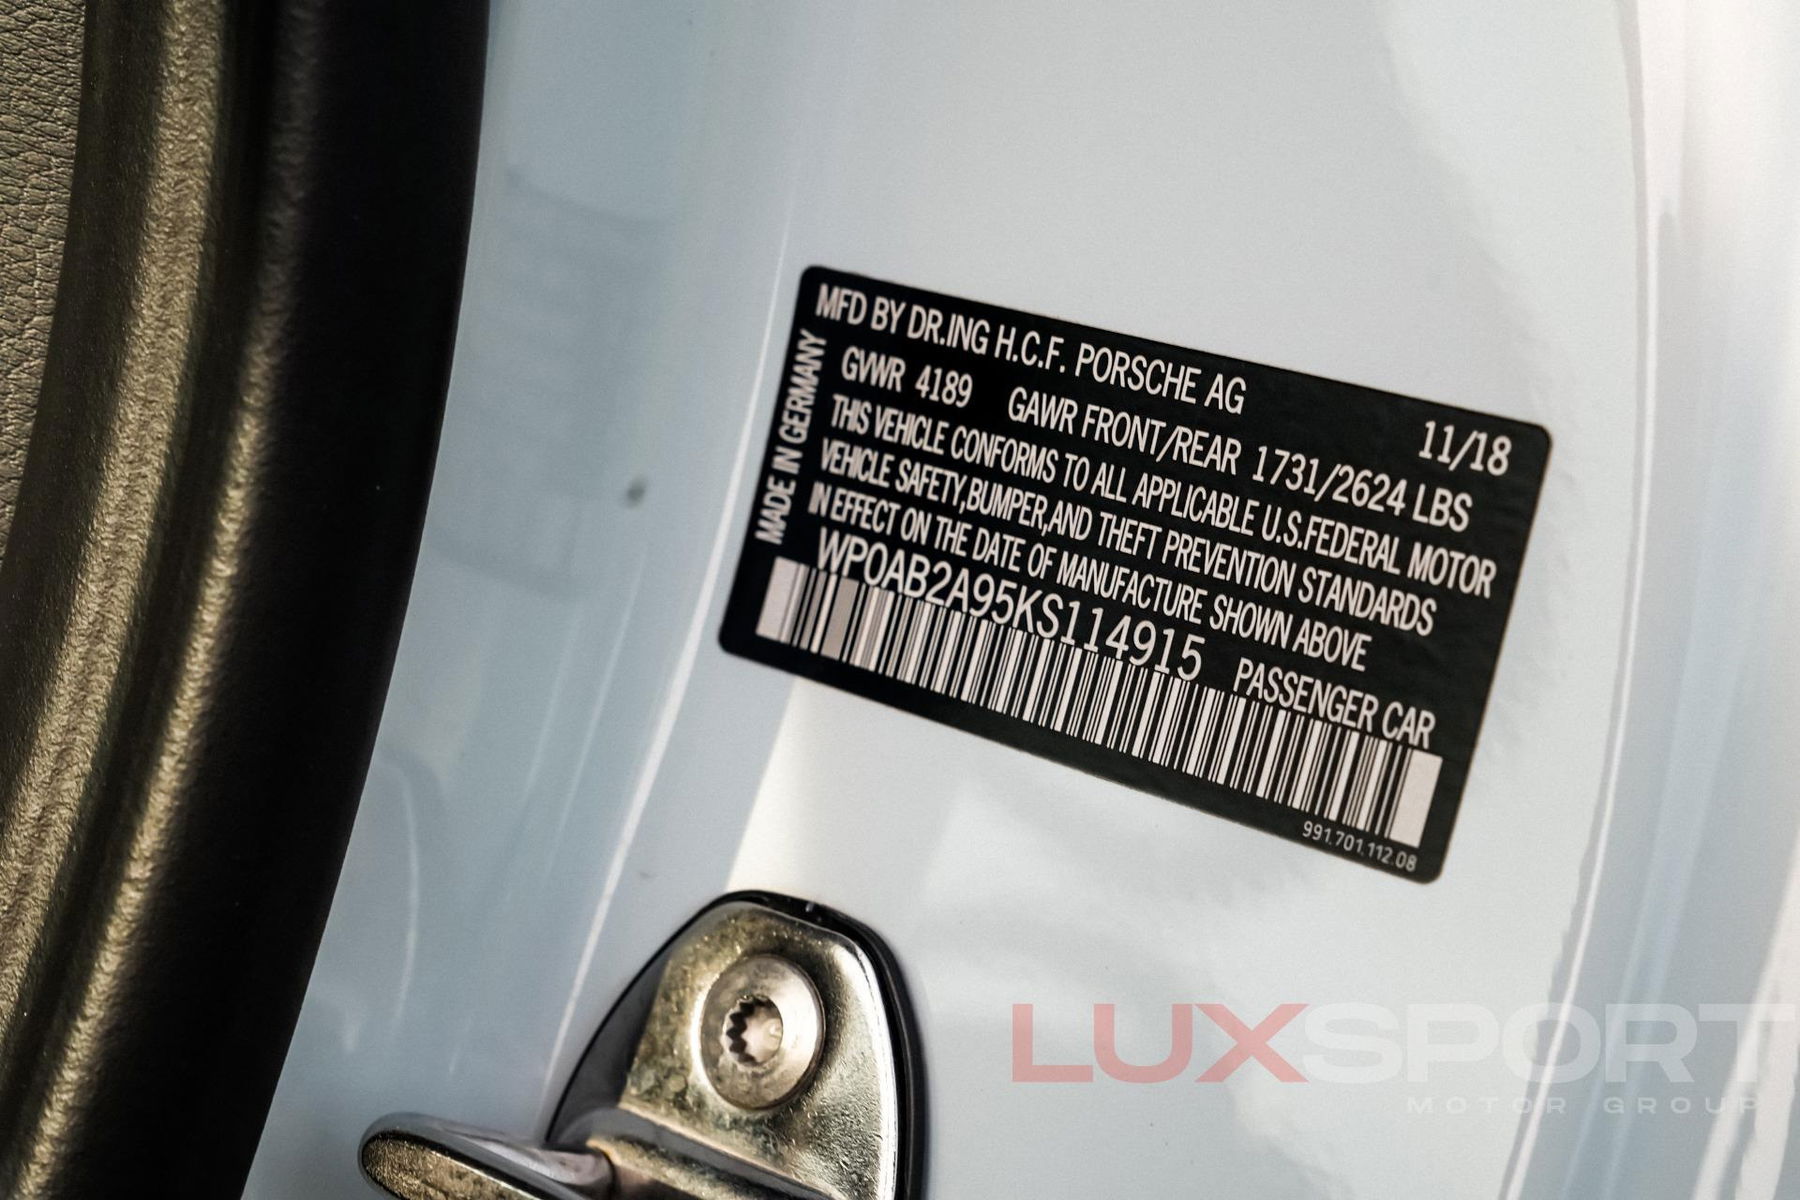 MFD BY DR.ING H.C.F. PORSCHE AG
11/18
GVWR 4189 GAWR FRONT/REAR 1731/2624 LBS
THIS VEHICLE CONFORMS TO ALL APPLICABLE U.S.FEDERAL MOTOR
VEHICLE SAFETY,BUMPER,AND THEFT PREVENTION STANDARDS
IN EFFECT ON THE DATE OF MANUFACTURE SHOWN ABOVE
WP0AB2A95KS114915 PASSENGER CAR
991.701.112.08
MADE IN GERMANY
LUXSPORT
MOTOR GROUP